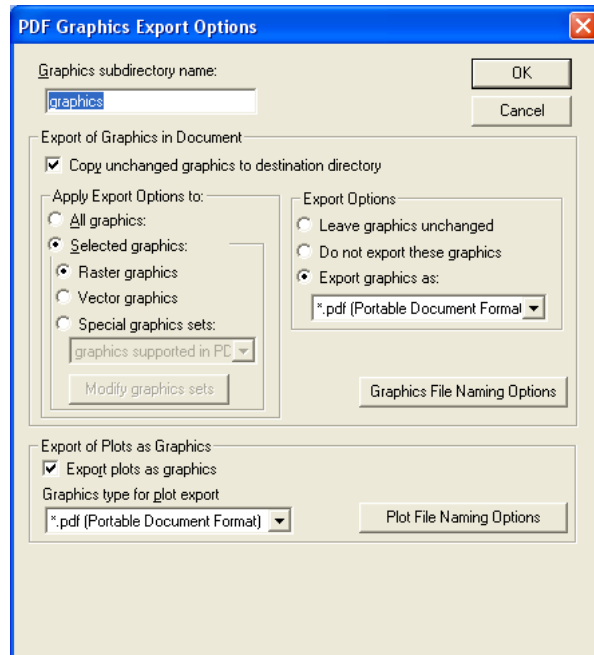 PDF Graphics Export Options
Graphics subdirectory name:
OK
graphics
Cancel
Export of Graphics in Document
Copy unchanged graphics to destination directory
Apply Export Options to:
All graphics:
Selected graphics:
Raster graphics
Vector graphics
Special graphics sets:
graphics supported in PD
Modify graphics sets
Export Options
Leave graphics unchanged
Do not export these graphics
Export graphics as:
*.pdf (Portable Document Format
Graphics File Naming Options
Export of Plots as Graphics
Export plots as graphics
Graphics type for plot export
*.pdf (Portable Document Format)
Plot File Naming Options